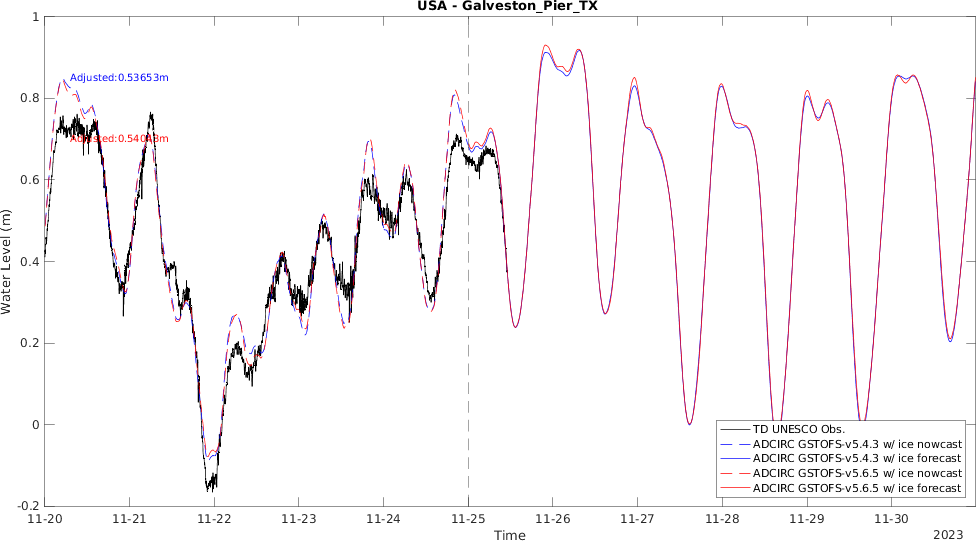 USA - Galveston_Pier_TX
1
0.8
0.6
0.4
0.2
0
-0.2
Water Level (m)
Adjusted:0.53653m
TD UNESCO Obs.
ADCIRC GSTOFS-v5.4.3 w/ ice nowcast
ADCIRC GSTOFS-v5.4.3 w/ ice forecast
ADCIRC GSTOFS-v5.6.5 w/ ice nowcast
ADCIRC GSTOFS-v5.6.5 w/ ice forecast
11-20 11-21 11-22 11-23 11-24 11-25 11-26 11-27 11-28 11-29 11-30
Time
2023